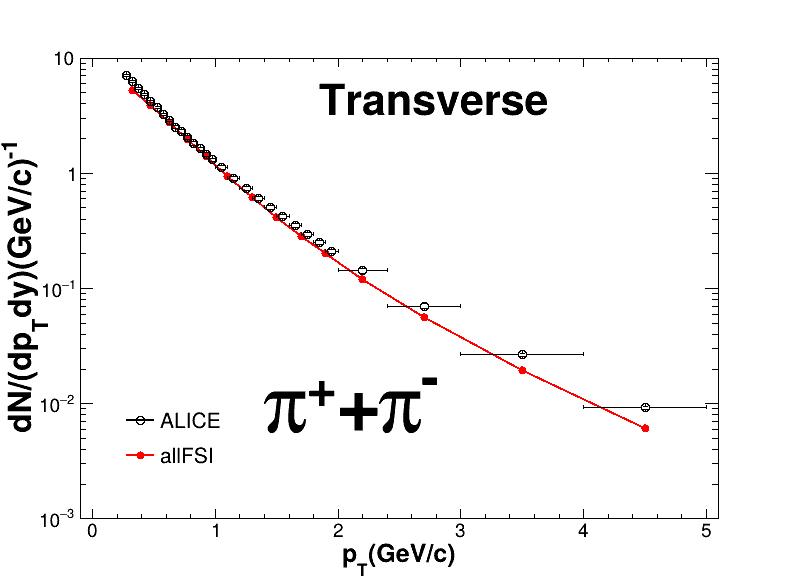 Transverse
dN/(dp_T dy)(GeV/c)^-1
10
1
10^−1
10^−2
10^−3
π^+ + π^-
ALICE
allFSI
0 1 2 3 4 5
p_T(GeV/c)